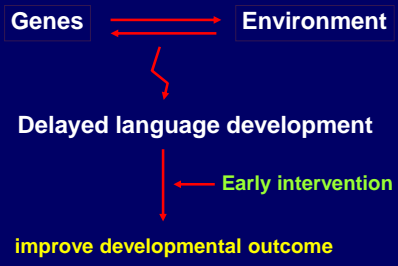 Genes Environment
Delayed language development
Early intervention
improve developmental outcome